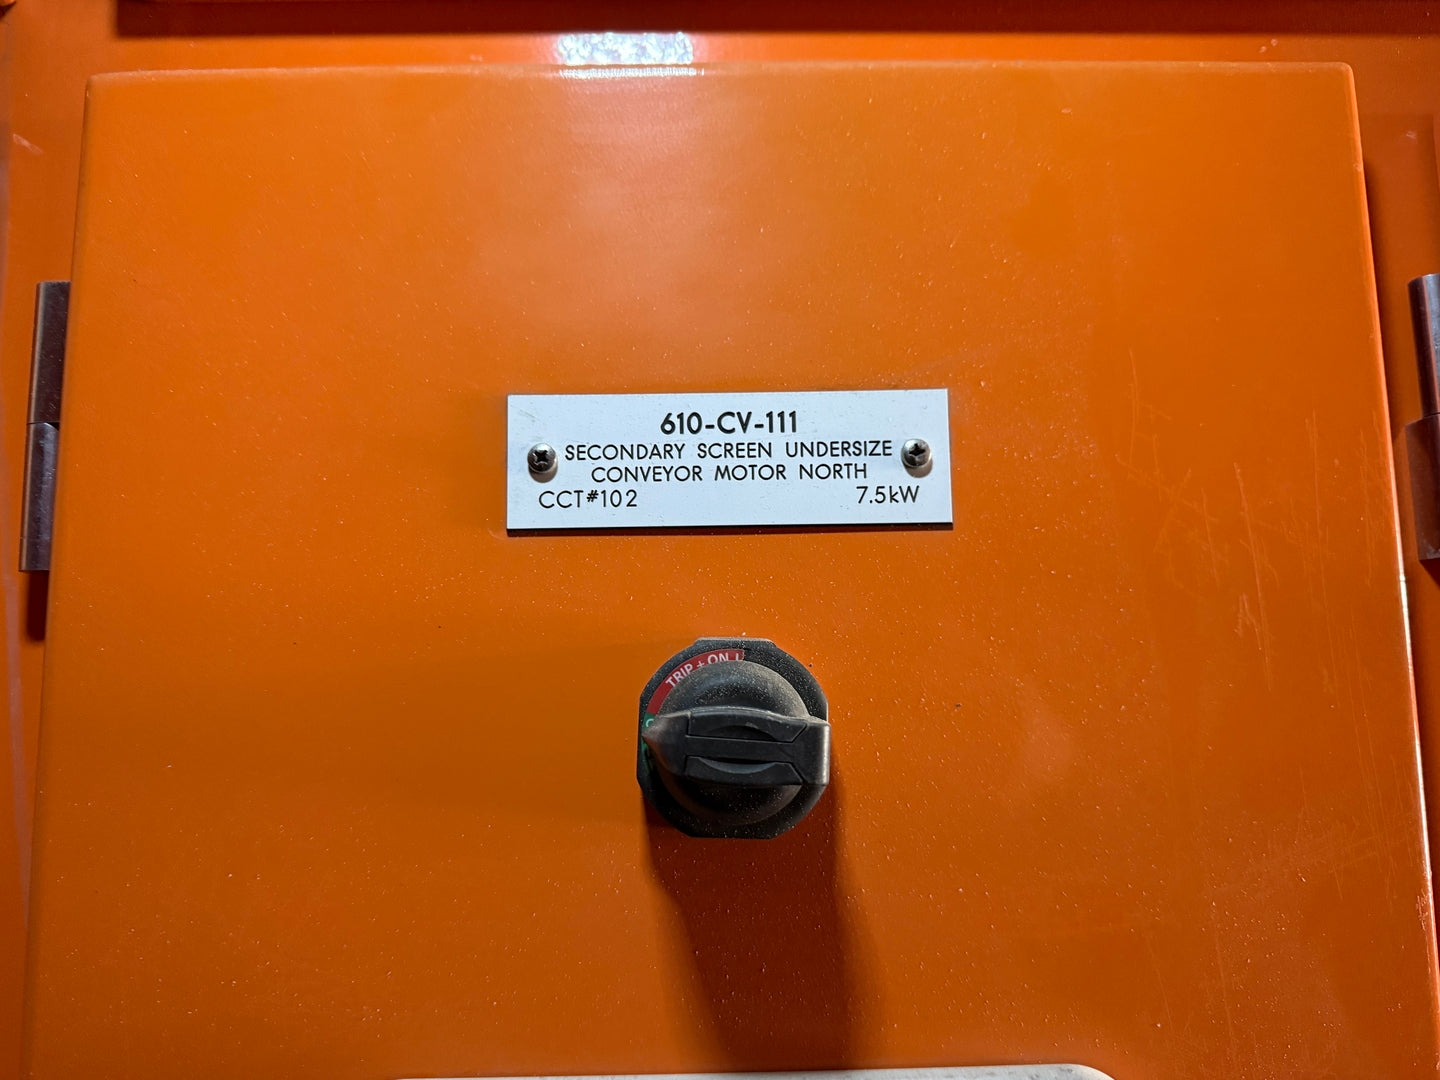 610-CV-111
SECONDARY SCREEN UNDERSIZE
CONVEYOR MOTOR NORTH
CCT#102 7.5kW
TRIP + ON I